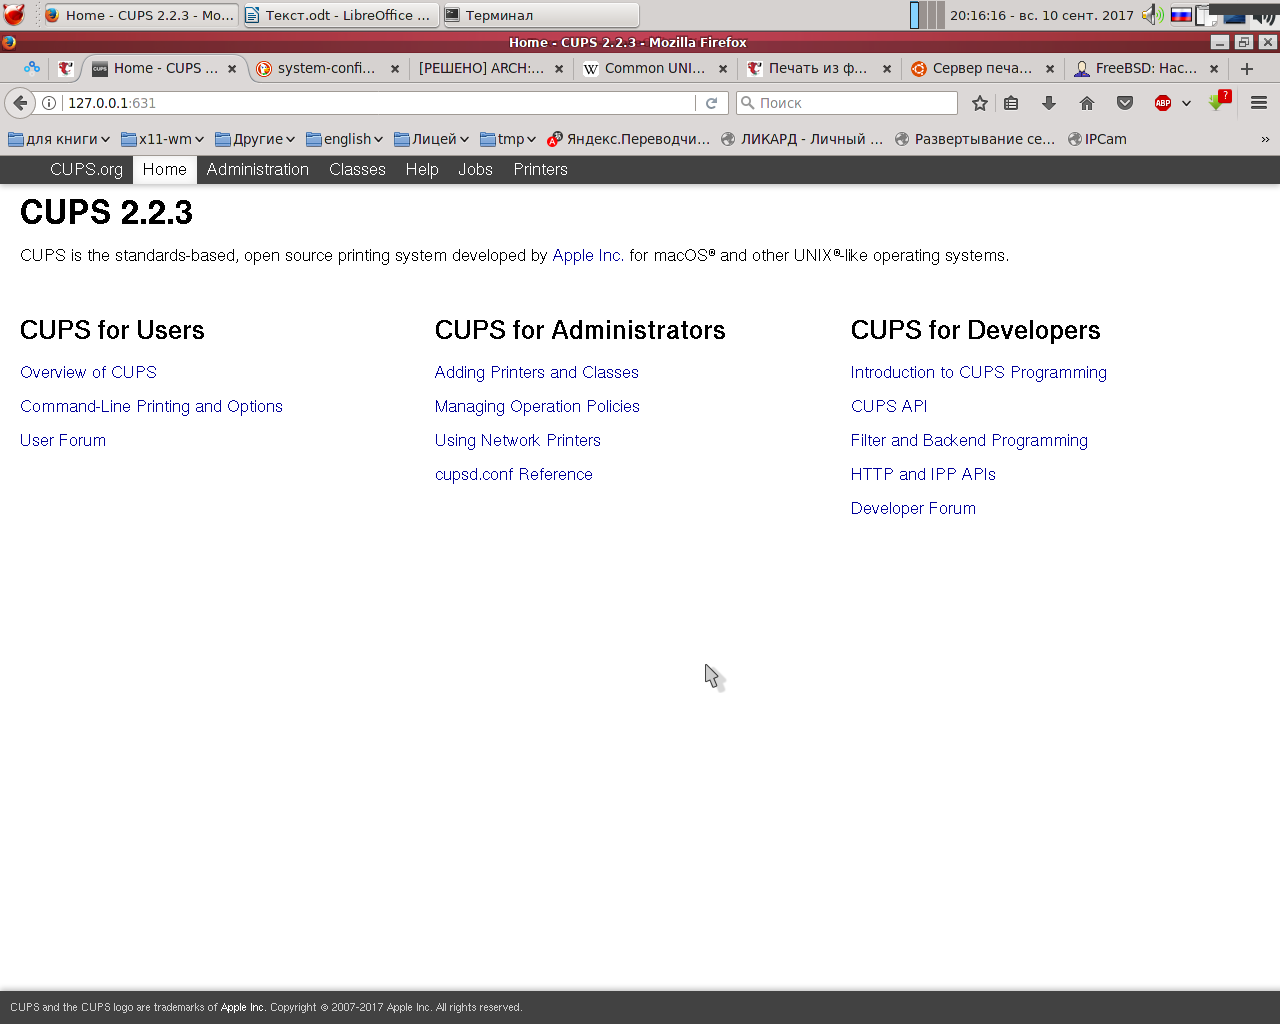 Home - CUPS 2.2.3 - Mo... Текст.odt - LibreOffice ... Терминал 20:16:16 - вс. 10 сент. 2017
Home - CUPS 2.2.3 - Mozilla Firefox
CUPS Home - CUPS ... system-confi... [РЕШЕНО] ARCH:... W Common UNI... Печать из ф... Сервер печа... FreeBSD: Нас...
127.0.0.1:631 Поиск ABP ?
для книги x11-wm Другие english Лицей tmp Яндекс.Переводчи... ЛИКАРД - Личный ... Развертывание се... IPCam »
CUPS.org Home Administration Classes Help Jobs Printers
CUPS 2.2.3
CUPS is the standards-based, open source printing system developed by Apple Inc. for macOS® and other UNIX®-like operating systems.
CUPS for Users
Overview of CUPS
Command-Line Printing and Options
User Forum
CUPS for Administrators
Adding Printers and Classes
Managing Operation Policies
Using Network Printers
cupsd.conf Reference
CUPS for Developers
Introduction to CUPS Programming
CUPS API
Filter and Backend Programming
HTTP and IPP APIs
Developer Forum
CUPS and the CUPS logo are trademarks of Apple Inc. Copyright © 2007-2017 Apple Inc. All rights reserved.